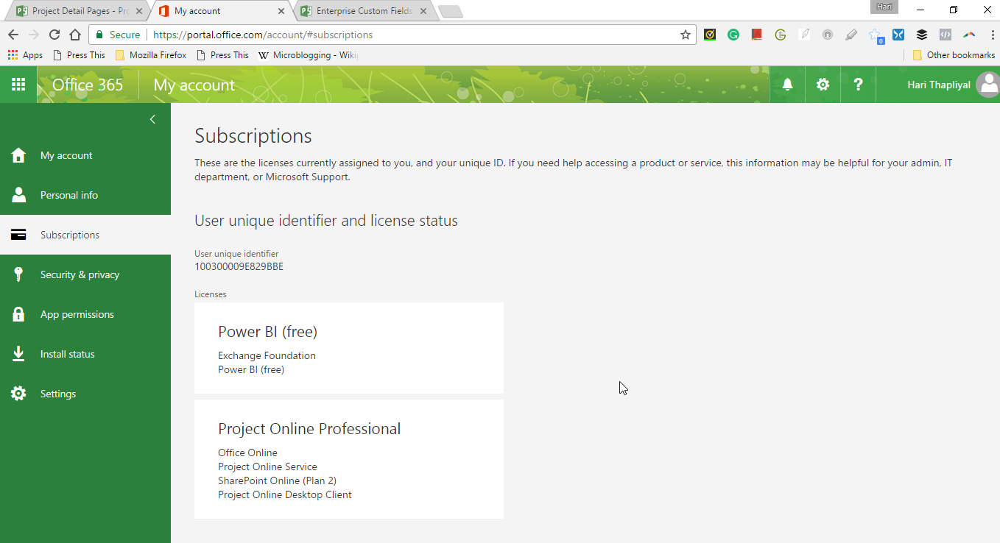 Hari
Project Detail Pages - Pro
My account
Enterprise Custom Fields
Secure
https://portal.office.com/account/#subscriptions
0
Apps
Press This
Mozilla Firefox
Press This
W Microblogging - Wiki
Other bookmarks
Office 365
My account
?
Hari Thapliyal
My account
Personal info
Subscriptions
Security & privacy
App permissions
Install status
Settings
Subscriptions
These are the licenses currently assigned to you, and your unique ID. If you need help accessing a product or service, this information may be helpful for your admin, IT
department, or Microsoft Support.
User unique identifier and license status
User unique identifier
100300009E829BBE
Licenses
Power BI (free)
Exchange Foundation
Power BI (free)
Project Online Professional
Office Online
Project Online Service
SharePoint Online (Plan 2)
Project Online Desktop Client